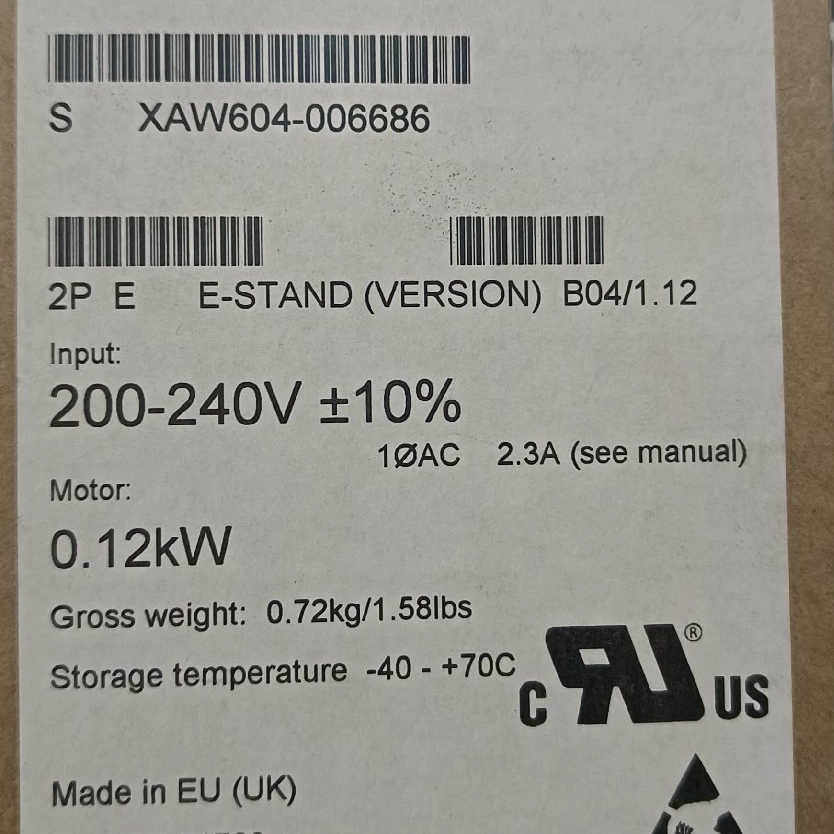 S XAW604-006686
2P E E-STAND (VERSION) B04/1.12
Input:
200-240V ±10%
1ØAC 2.3A (see manual)
Motor:
0.12kW
Gross weight: 0.72kg/1.58lbs
Storage temperature -40 - +70C
C RU ® US
Made in EU (UK)